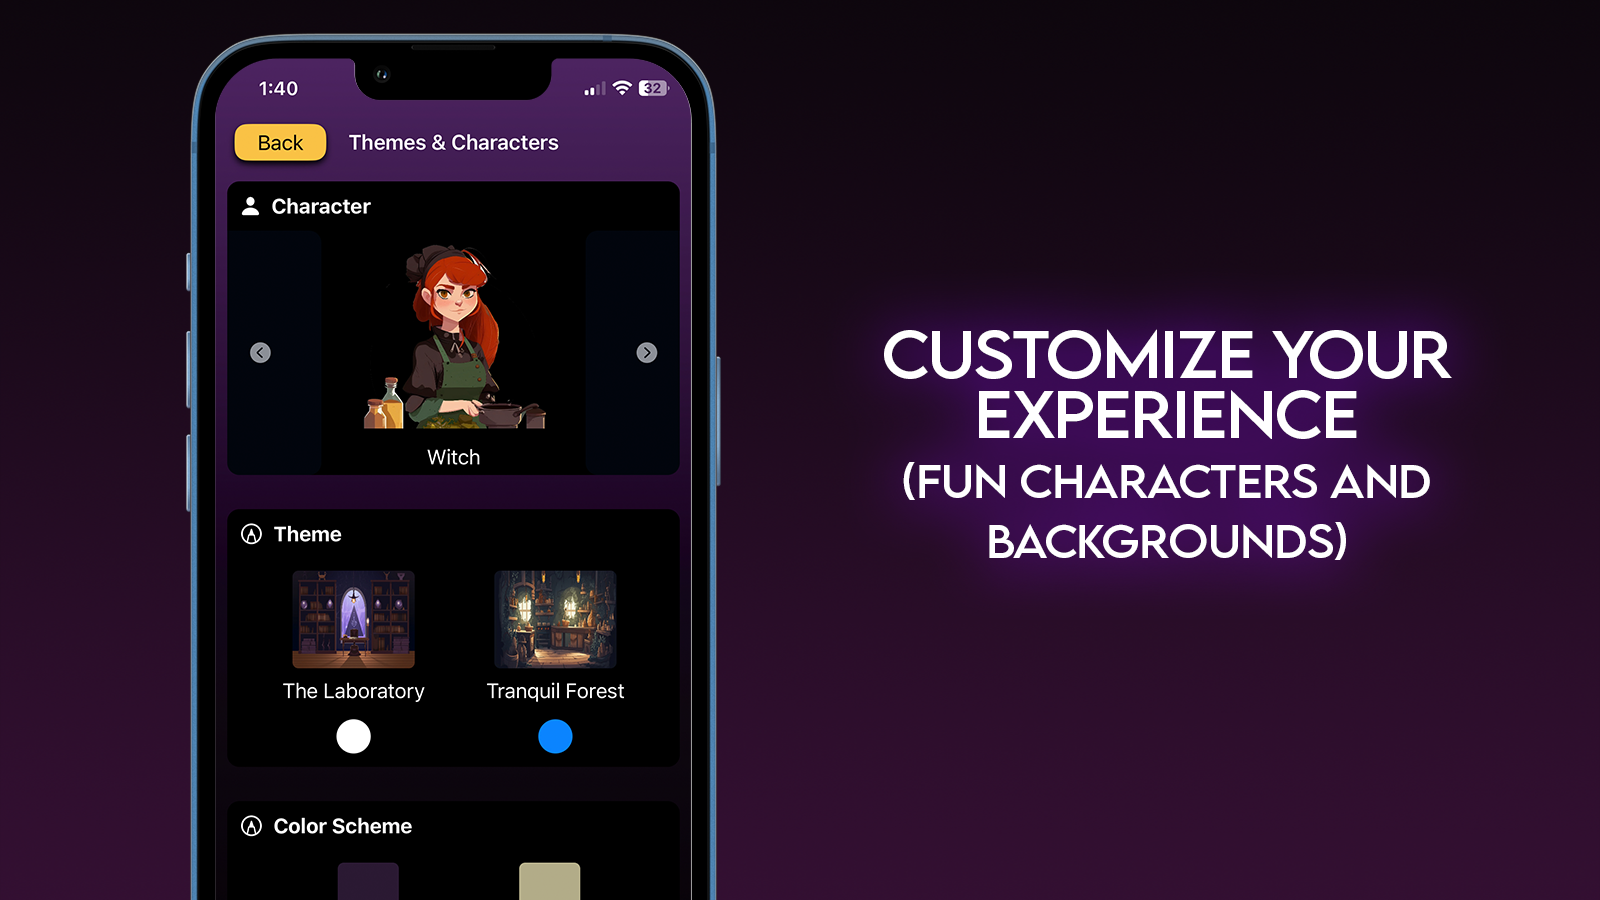 1:40
32
Back
Themes & Characters
Character
Witch
Theme
The Laboratory
Tranquil Forest
Color Scheme
CUSTOMIZE YOUR
EXPERIENCE
(FUN CHARACTERS AND
BACKGROUNDS)